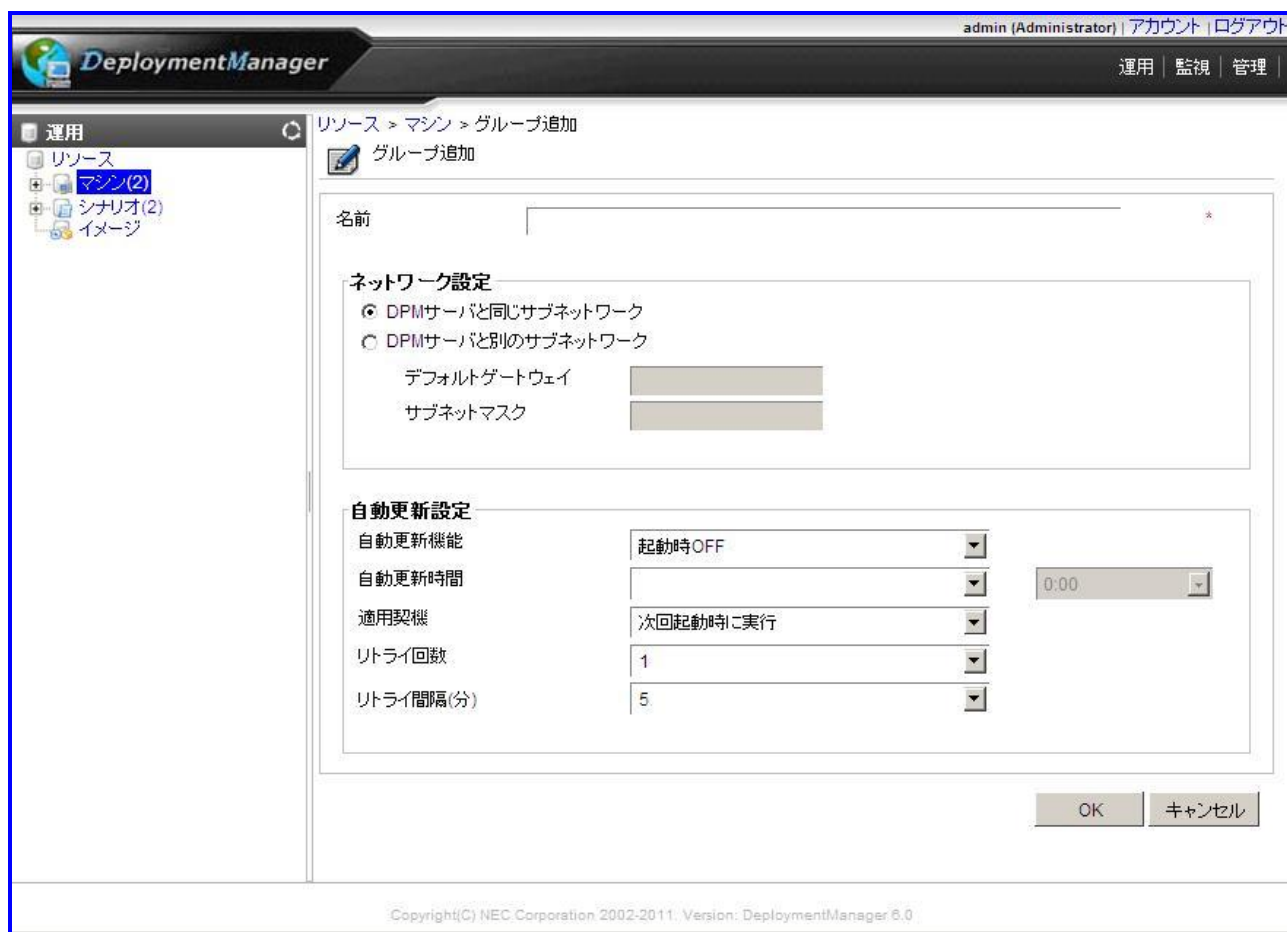 admin (Administrator) | アカウント | ログアウト
DeploymentManager
運用 | 監視 | 管理 |
運用
リソース
マシン(2)
シナリオ(2)
イメージ
リソース > マシン > グループ追加
グループ追加
名前 *
ネットワーク設定
DPMサーバと同じサブネットワーク
DPMサーバと別のサブネットワーク
デフォルトゲートウェイ
サブネットマスク
自動更新設定
自動更新機能 起動時OFF
自動更新時間 0:00
適用契機 次回起動時に実行
リトライ回数 1
リトライ間隔(分) 5
OK キャンセル
Copyright(C) NEC Corporation 2002-2011. Version: DeploymentManager 6.0